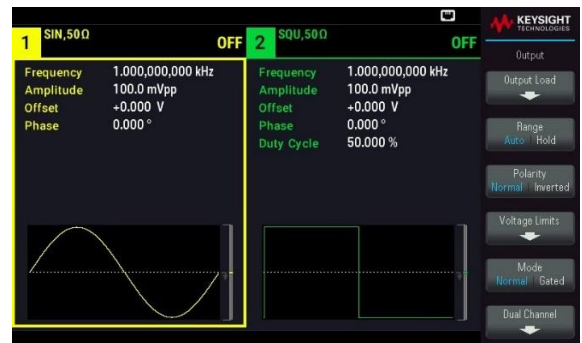 1 SIN,50Ω OFF
Frequency 1.000,000,000 kHz
Amplitude 100.0 mVpp
Offset +0.000 V
Phase 0.000 °
2 SQU,50Ω OFF
Frequency 1.000,000,000 kHz
Amplitude 100.0 mVpp
Offset +0.000 V
Phase 0.000 °
Duty Cycle 50.000 %
KEYSIGHT
TECHNOLOGIES
Output
Output Load
Range
Auto Hold
Polarity
Normal Inverted
Voltage Limits
Mode
Normal Gated
Dual Channel